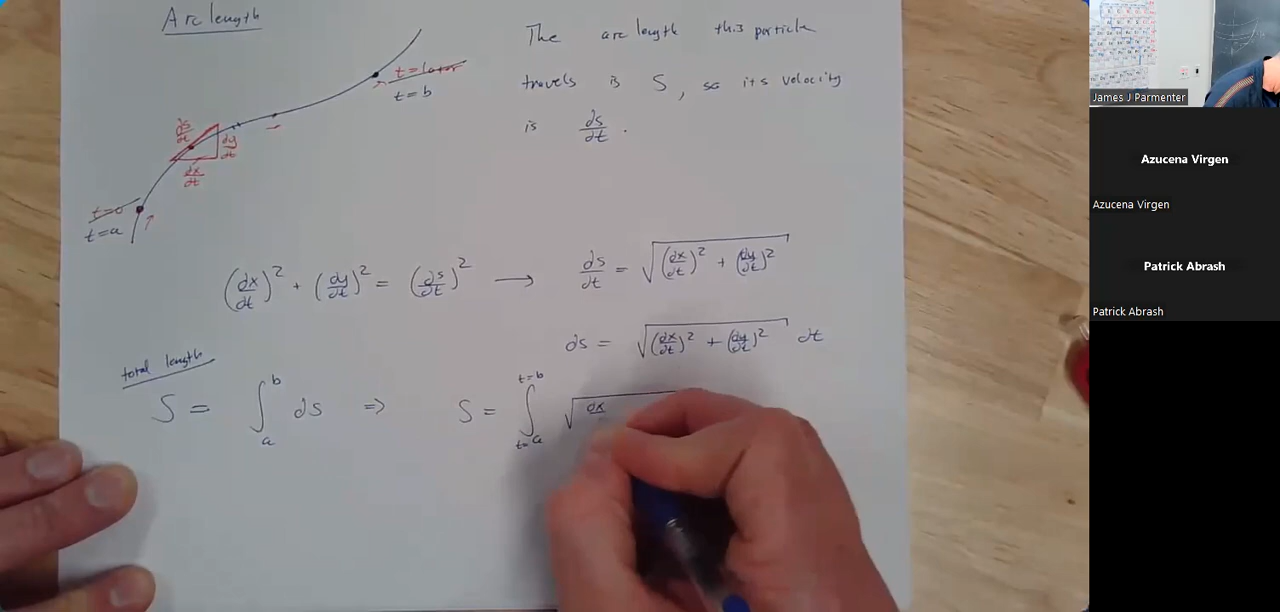 Arc length
The arc length this particle
travels is S, so its velocity
is ds/dt.
t=later
t=b
ds/dt
dy/dt
dx/dt
t=0
t=a
(dx/dt)² + (dy/dt)² = (ds/dt)² → ds/dt = √((dx/dt)² + (dy/dt)²)
ds = √((dx/dt)² + (dy/dt)²) dt
total length
S = ∫ₐᵇ ds ⇒ S = ∫ t=a t=b √ dx
James J Parmenter
Azucena Virgen
Azucena Virgen
Patrick Abrash
Patrick Abrash